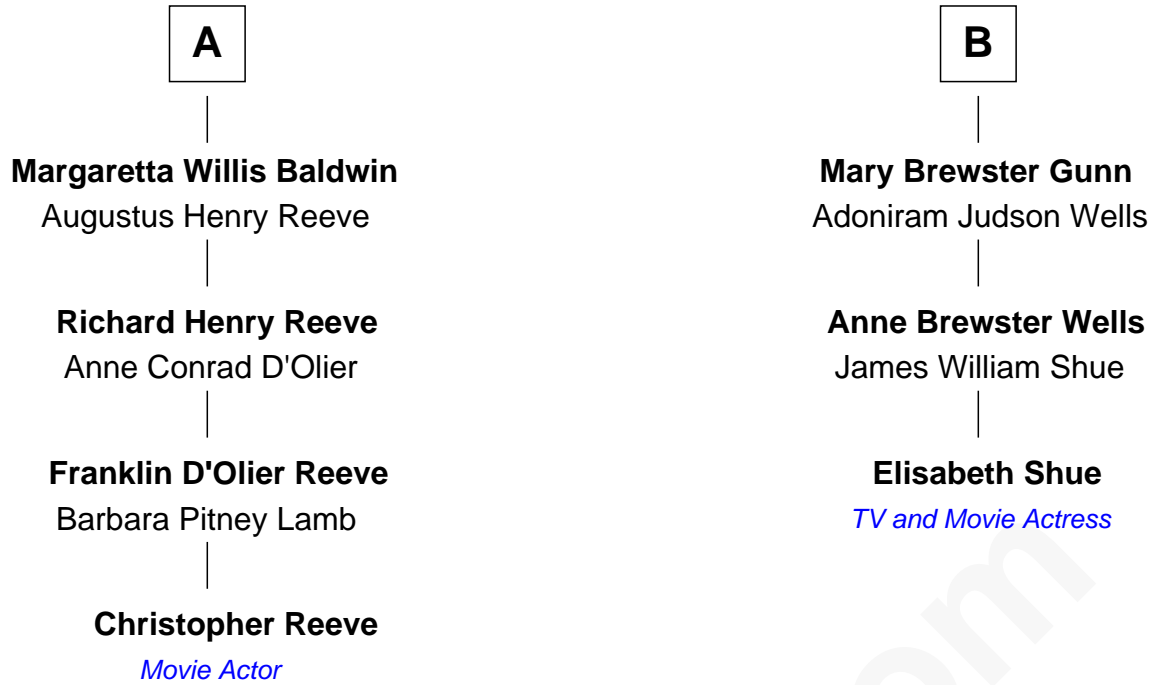 A
Margaretta Willis Baldwin
Augustus Henry Reeve
Richard Henry Reeve
Anne Conrad D'Olier
Franklin D'Olier Reeve
Barbara Pitney Lamb
Christopher Reeve
Movie Actor
B
Mary Brewster Gunn
Adoniram Judson Wells
Anne Brewster Wells
James William Shue
Elisabeth Shue
TV and Movie Actress
om